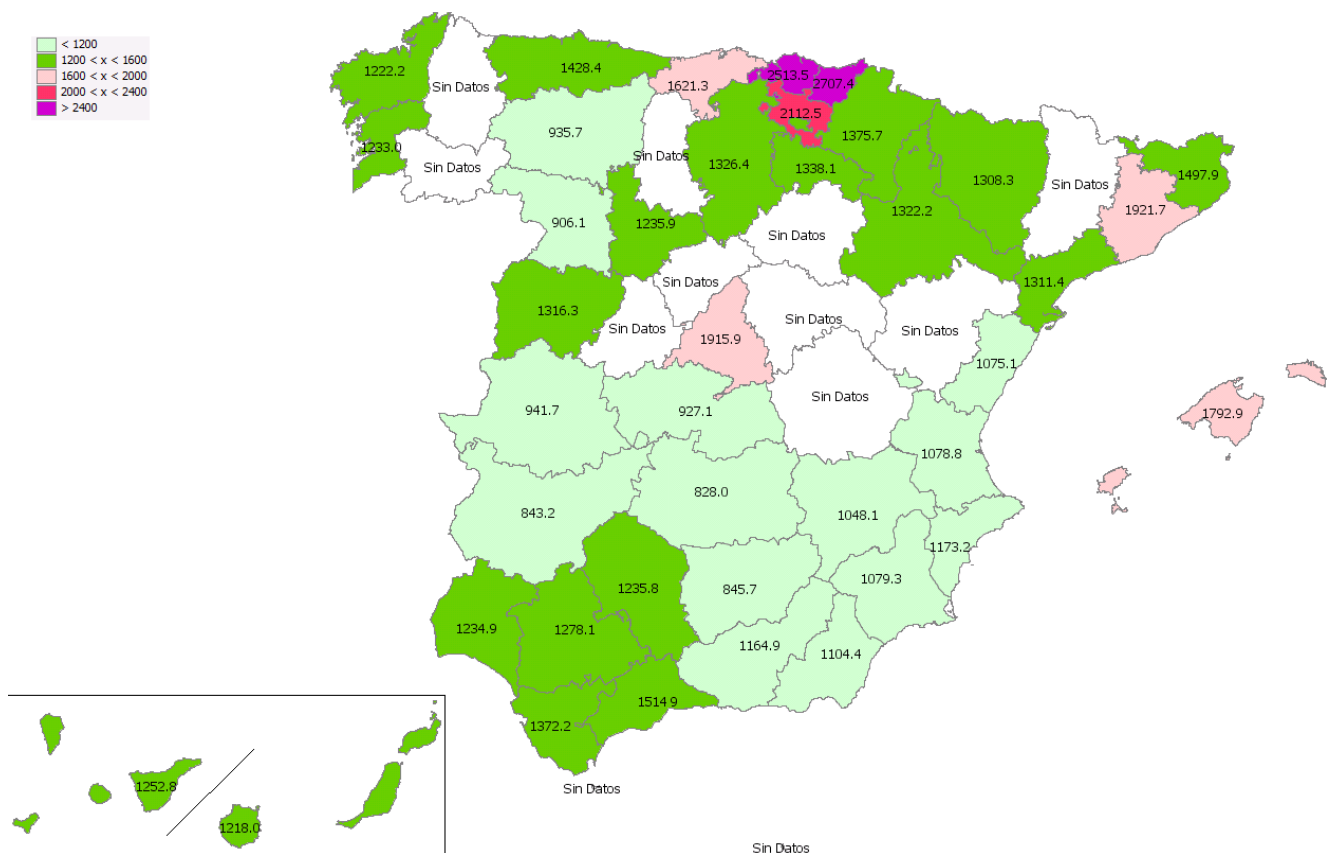 < 1200
1200 < x < 1600
1600 < x < 2000
2000 < x < 2400
> 2400
1222.2
Sin Datos
1428.4
1621.3
2513.5
2707.4
2112.5
1375.7
1233.0
Sin Datos
935.7
Sin Datos
1326.4
1338.1
1308.3
Sin Datos
1497.9
1921.7
906.1
1235.9
Sin Datos
1322.2
1311.4
1316.3
Sin Datos
Sin Datos
1915.9
Sin Datos
Sin Datos
1075.1
941.7
927.1
Sin Datos
1792.9
1078.8
843.2
828.0
1048.1
1173.2
1234.9
1278.1
1235.8
845.7
1079.3
1164.9
1104.4
1372.2
1514.9
Sin Datos
1252.8
1218.0
Sin Datos